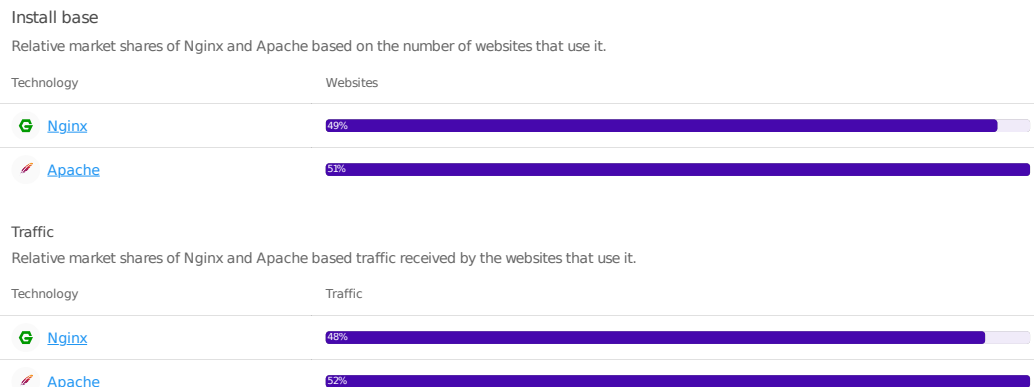 Install base
Relative market shares of Nginx and Apache based on the number of websites that use it.
Technology Websites
Nginx 49%
Apache 51%
Traffic
Relative market shares of Nginx and Apache based traffic received by the websites that use it.
Technology Traffic
Nginx 48%
Apache 52%